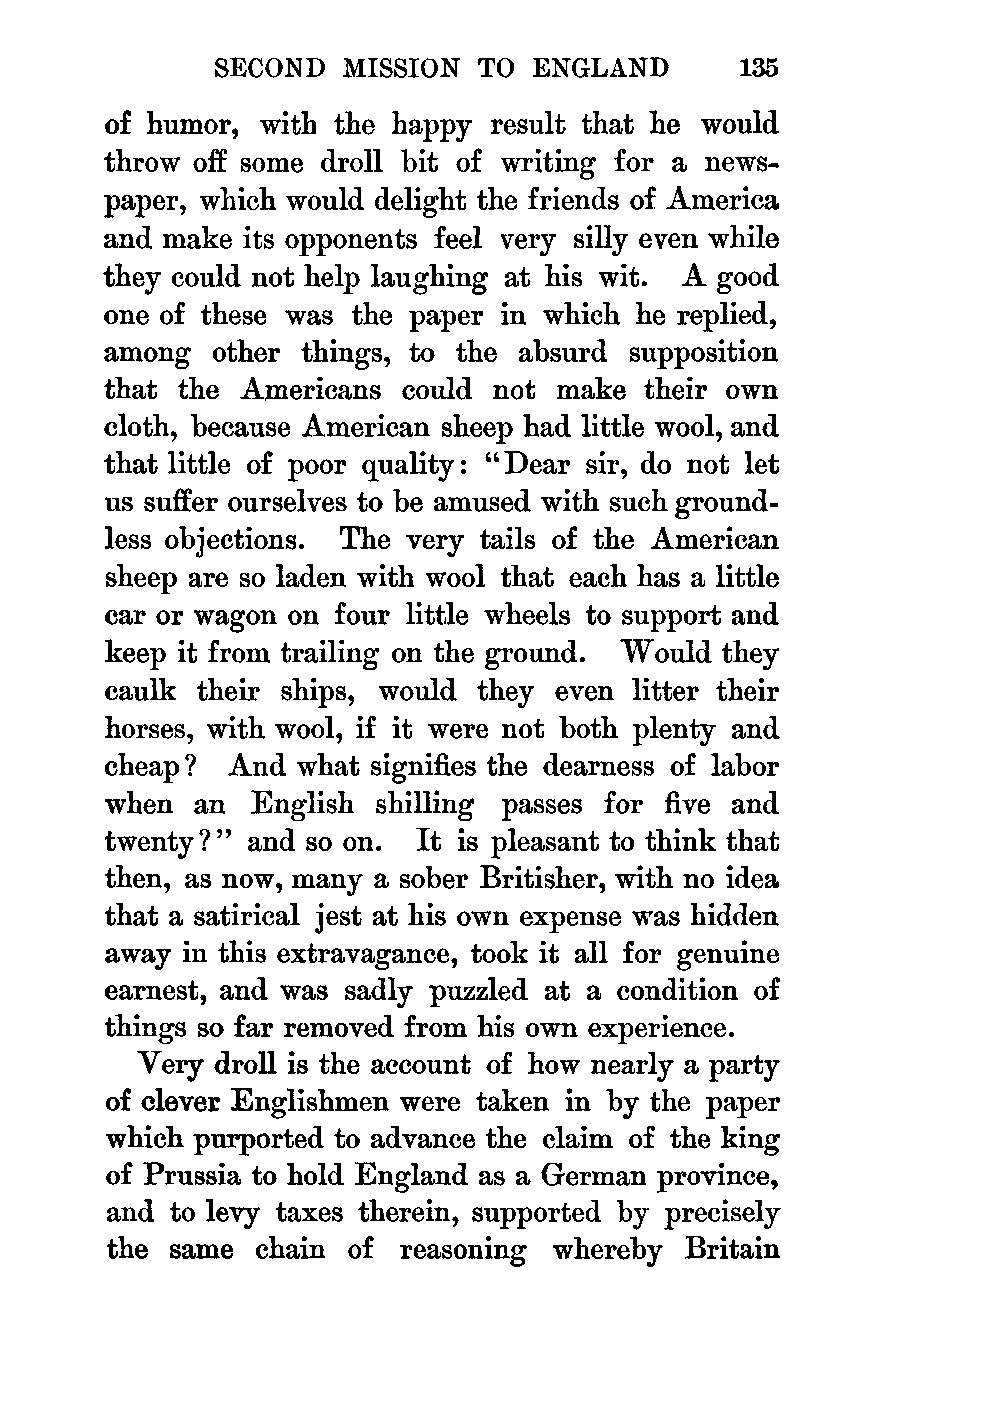 SECOND MISSION TO ENGLAND 135
of humor, with the happy result that he would
throw off some droll bit of writing for a news-
paper, which would delight the friends of America
and make its opponents feel very silly even while
they could not help laughing at his wit. A good
one of these was the paper in which he replied,
among other things, to the absurd supposition
that the Americans could not make their own
cloth, because American sheep had little wool, and
that little of poor quality: “Dear sir, do not let
us suffer ourselves to be amused with such ground-
less objections. The very tails of the American
sheep are so laden with wool that each has a little
car or wagon on four little wheels to support and
keep it from trailing on the ground. Would they
caulk their ships, would they even litter their
horses, with wool, if it were not both plenty and
cheap? And what signifies the dearness of labor
when an English shilling passes for five and
twenty?” and so on. It is pleasant to think that
then, as now, many a sober Britisher, with no idea
that a satirical jest at his own expense was hidden
away in this extravagance, took it all for genuine
earnest, and was sadly puzzled at a condition of
things so far removed from his own experience.
Very droll is the account of how nearly a party
of clever Englishmen were taken in by the paper
which purported to advance the claim of the king
of Prussia to hold England as a German province,
and to levy taxes therein, supported by precisely
the same chain of reasoning whereby Britain